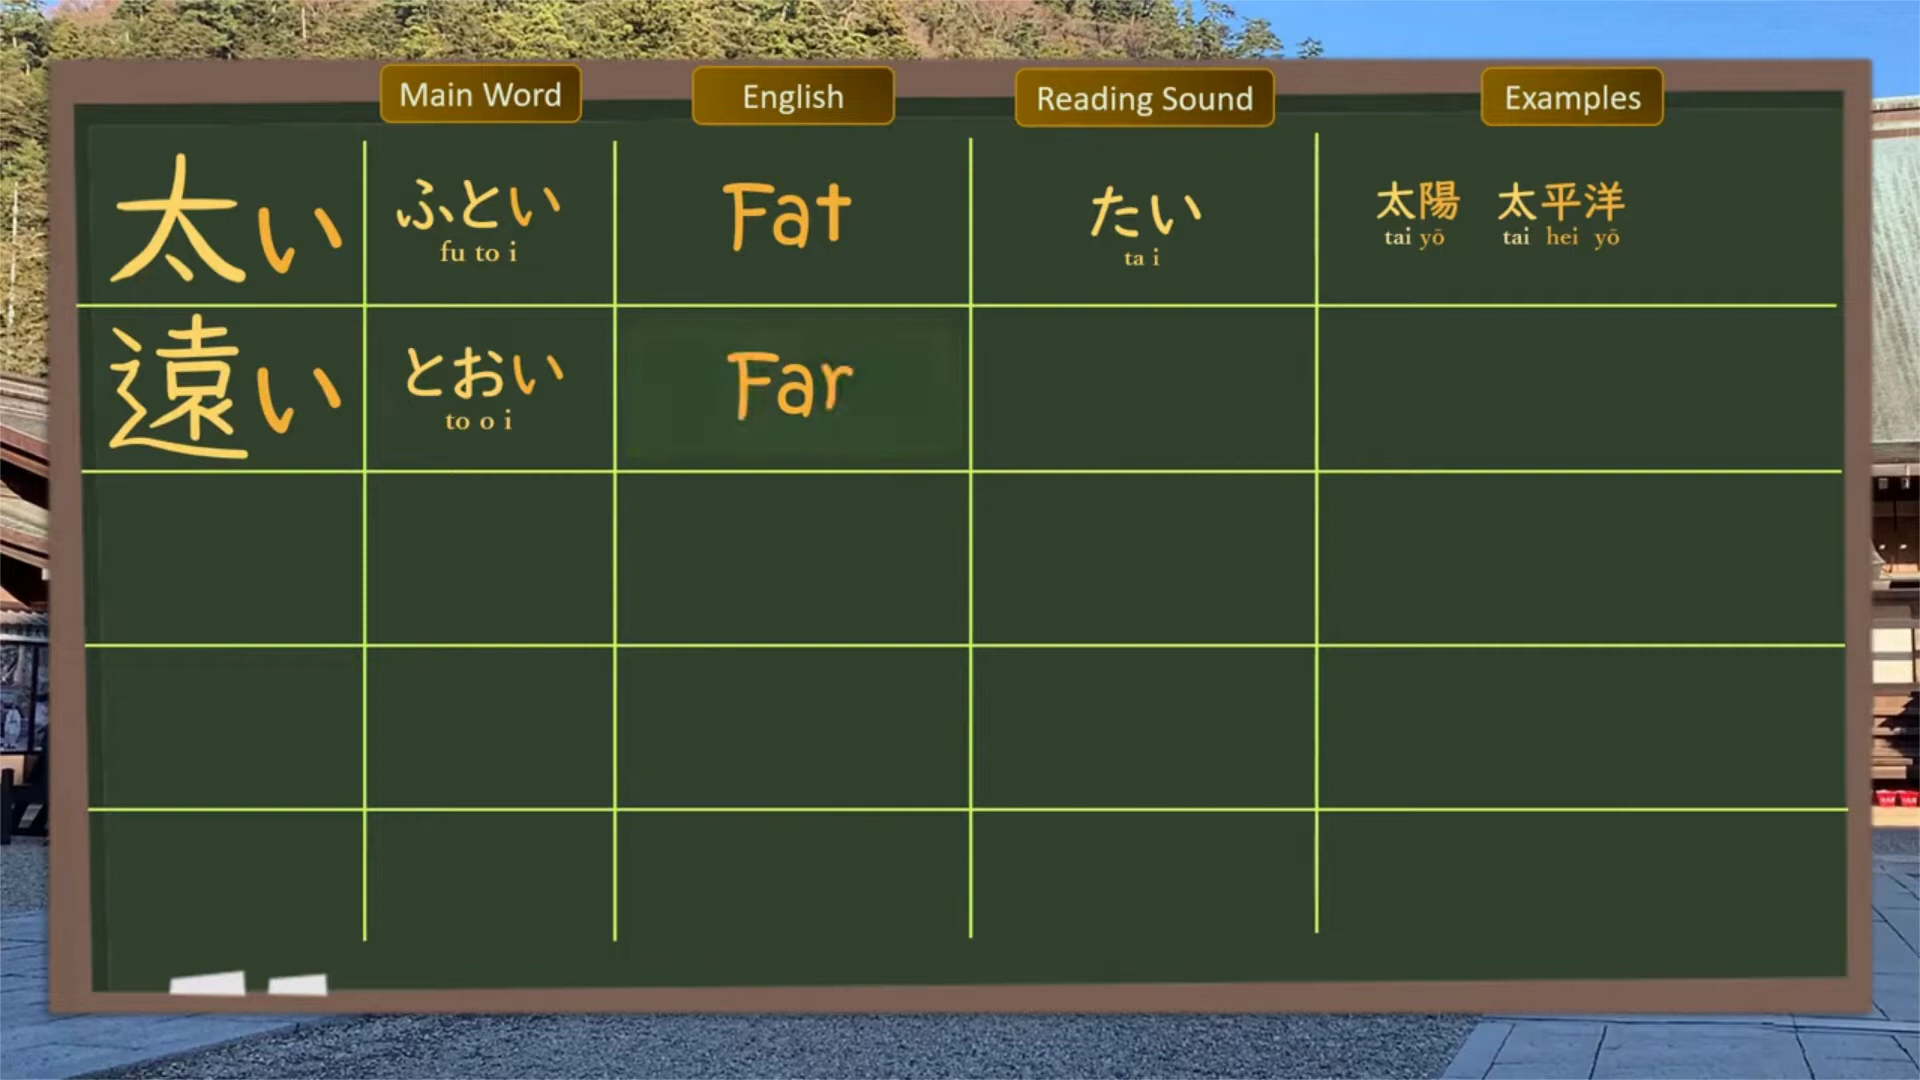 Main Word English Reading Sound Examples
太い ふとい Fat たい 太陽 太平洋
fu to i ta i tai yō tai hei yō
遠い とおい Far
to o i